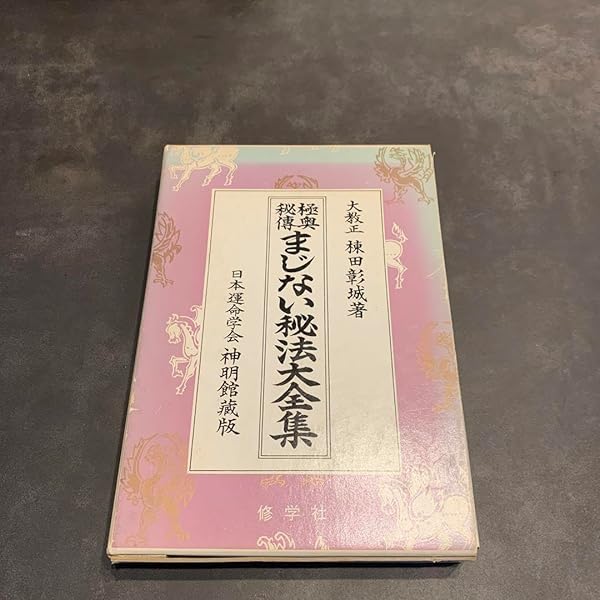 大教正 棟田彰城著
極奥秘傳 まじない秘法大全集
日本運命学会 神明館蔵版
修学社